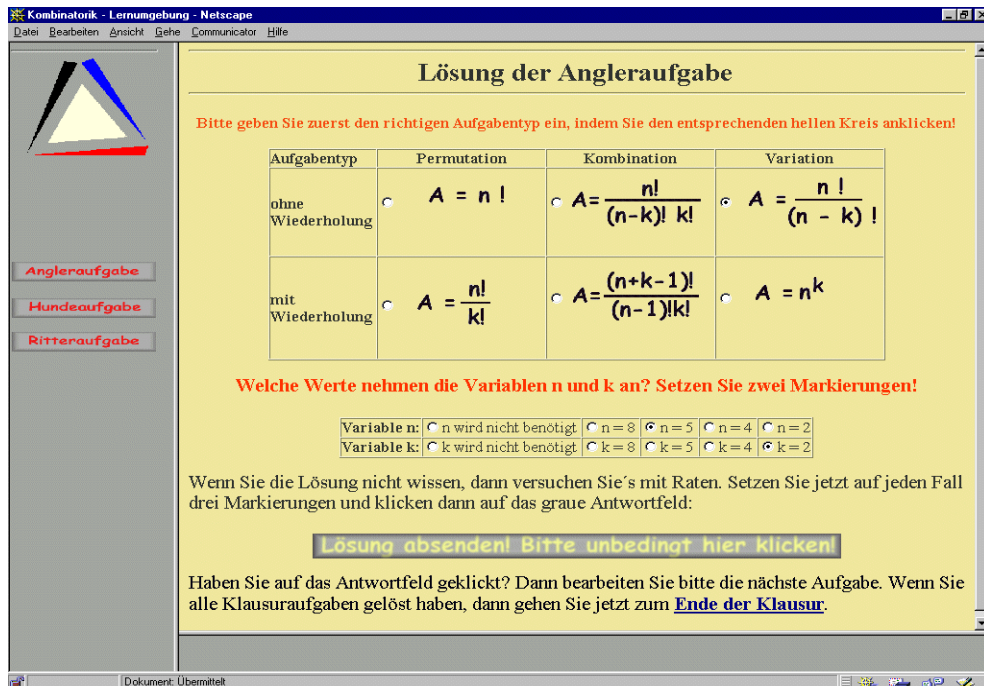 Kombinatorik - Lernumgebung - Netscape
Datei Bearbeiten Ansicht Gehe Communicator Hilfe
Lösung der Angleraufgabe
Bitte geben Sie zuerst den richtigen Aufgabentyp ein, indem Sie den entsprechenden hellen Kreis anklicken!
Aufgabentyp Permutation Kombination Variation
ohne Wiederholung A = n ! A= n! / (n-k)! k! A = n ! / (n - k) !
mit Wiederholung A = n! / k! A= (n+k-1)! / (n-1)!k! A = n^k
Angleraufgabe
Hundeaufgabe
Ritteraufgabe
Welche Werte nehmen die Variablen n und k an? Setzen Sie zwei Markierungen!
Variable n: n wird nicht benötigt n = 8 n = 5 n = 4 n = 2
Variable k: k wird nicht benötigt k = 8 k = 5 k = 4 k = 2
Wenn Sie die Lösung nicht wissen, dann versuchen Sie´s mit Raten. Setzen Sie jetzt auf jeden Fall
drei Markierungen und klicken dann auf das graue Antwortfeld:
Lösung absenden! Bitte unbedingt hier klicken!
Haben Sie auf das Antwortfeld geklickt? Dann bearbeiten Sie bitte die nächste Aufgabe. Wenn Sie
alle Klausuraufgaben gelöst haben, dann gehen Sie jetzt zum Ende der Klausur.
Dokument: Übermittelt